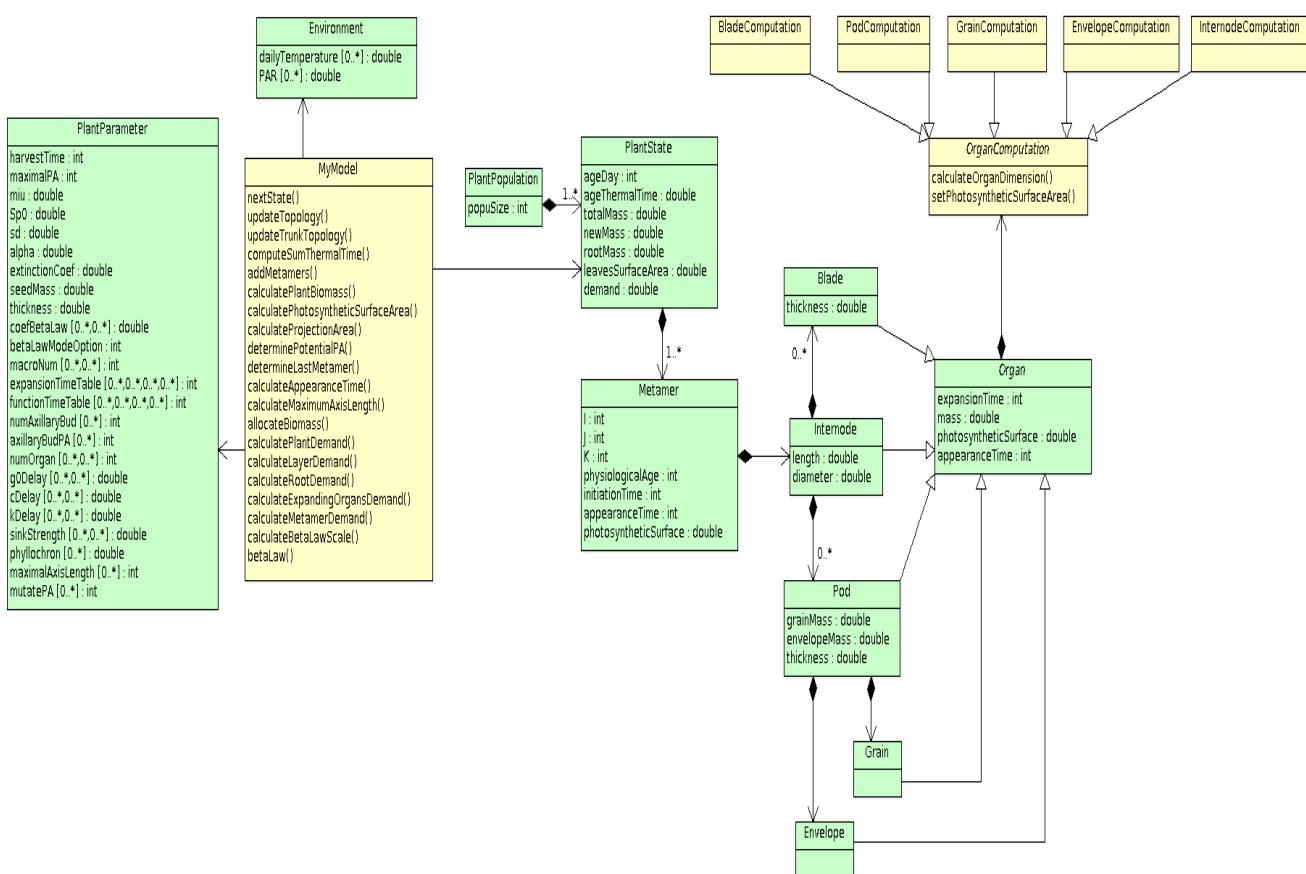 Environment
dailyTemperature [0..*] : double
PAR [0..*] : double
BladeComputation
PodComputation
GrainComputation
EnvelopeComputation
InternodeComputation
PlantParameter
harvestTime : int
maximalPA : int
miu : double
Sp0 : double
sd : double
alpha : double
extinctionCoef : double
seedMass : double
thickness : double
coefBetaLaw [0..*,0..*] : double
betaLawModeOption : int
macroNum [0..*,0..*] : int
expansionTimeTable [0..*,0..*,0..*,0..*] : int
functionTimeTable [0..*,0..*,0..*,0..*] : int
numAxillaryBud [0..*] : int
axillaryBudPA [0..*] : int
numOrgan [0..*,0..*] : int
g0Delay [0..*,0..*] : double
cDelay [0..*,0..*] : double
kDelay [0..*,0..*] : double
sinkStrength [0..*,0..*] : double
phyllochron [0..*] : double
maximalAxisLength [0..*] : int
mutatePA [0..*] : int
MyModel
nextState()
updateTopology()
updateTrunkTopology()
computeSumThermalTime()
addMetamers()
calculatePlantBiomass()
calculatePhotosyntheticSurfaceArea()
calculateProjectionArea()
determinePotentialPA()
determineLastMetamer()
calculateAppearanceTime()
calculateMaximumAxisLength()
allocateBiomass()
calculatePlantDemand()
calculateLayerDemand()
calculateRootDemand()
calculateExpandingOrgansDemand()
calculateMetamerDemand()
calculateBetaLawScale()
betaLaw()
PlantPopulation
popuSize : int
1..*
PlantState
ageDay : int
ageThermalTime : double
totalMass : double
newMass : double
rootMass : double
leavesSurfaceArea : double
demand : double
1..*
Metamer
I : int
J : int
K : int
physiologicalAge : int
initiationTime : int
appearanceTime : int
photosyntheticSurface : double
OrganComputation
calculateOrganDimension()
setPhotosyntheticSurfaceArea()
Blade
thickness : double
0..*
Internode
length : double
diameter : double
0..*
Organ
expansionTime : int
mass : double
photosyntheticSurface : double
appearanceTime : int
Pod
grainMass : double
envelopeMass : double
thickness : double
Grain
Envelope